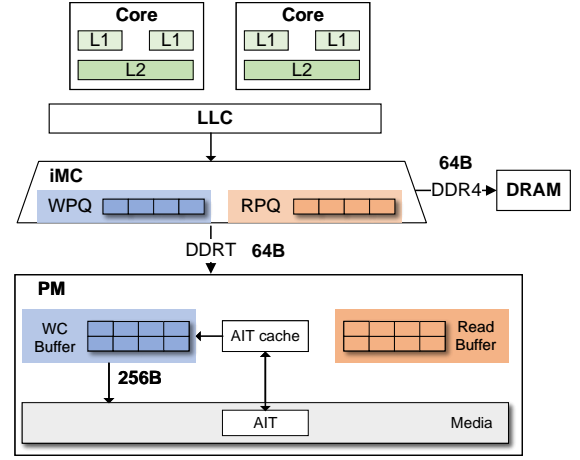 Core
Core
L1
L1
L1
L1
L2
L2
LLC
iMC
64B
WPQ
RPQ
DDR4
DRAM
DDRT
64B
PM
WC
Buffer
AIT cache
Read
Buffer
256B
AIT
Media